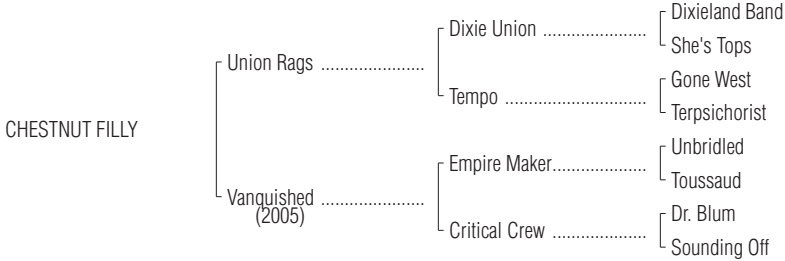 Dixieland Band
Dixie Union ......................
She's Tops
Union Rags ......................
Gone West
Tempo ..............................
Terpsichorist
CHESTNUT FILLY
Unbridled
Empire Maker....................
Toussaud
Vanquished ......................
(2005)
Dr. Blum
Critical Crew ....................
Sounding Off